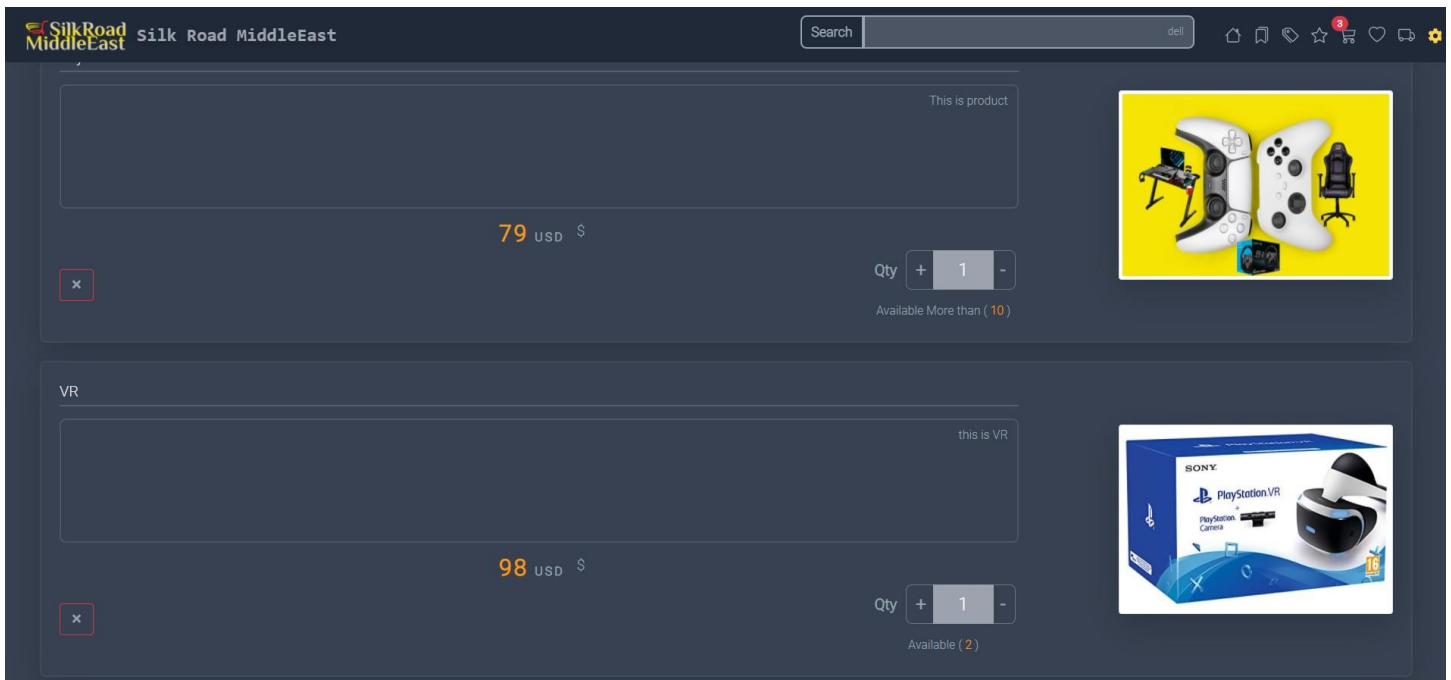 SilkRoad
MiddleEast
Silk Road MiddleEast
Search
dell
3
This is product
79 USD $
Qty + 1 -
×
Available More than ( 10 )
VR
this is VR
SONY
PlayStation VR
+
PlayStation
Camera
16
98 USD $
Qty + 1 -
×
Available ( 2 )